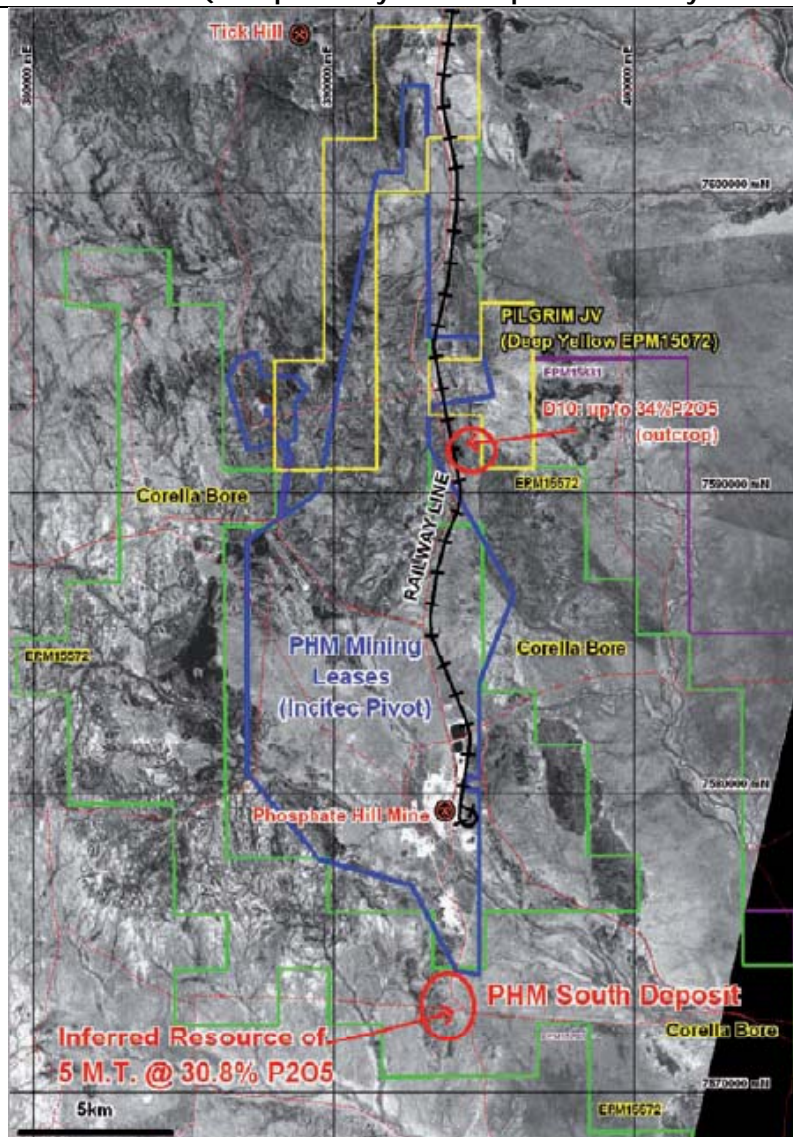 Tick Hill
7600000 mN
PILGRIM JV
(Deep Yellow EPM15072)
D10: up to 34%P2O5
(outcrop)
Corella Bore
EPM15572
7590000 mN
RAILWAY LINE
PHM Mining
Leases
(Incitec Pivot)
Corella Bore
EPM15572
7580000 mN
Phosphate Hill Mine
PHM South Deposit
Inferred Resource of
5 M.T. @ 30.8% P2O5
Corella Bore
7570000 mN
5km
EPM15572